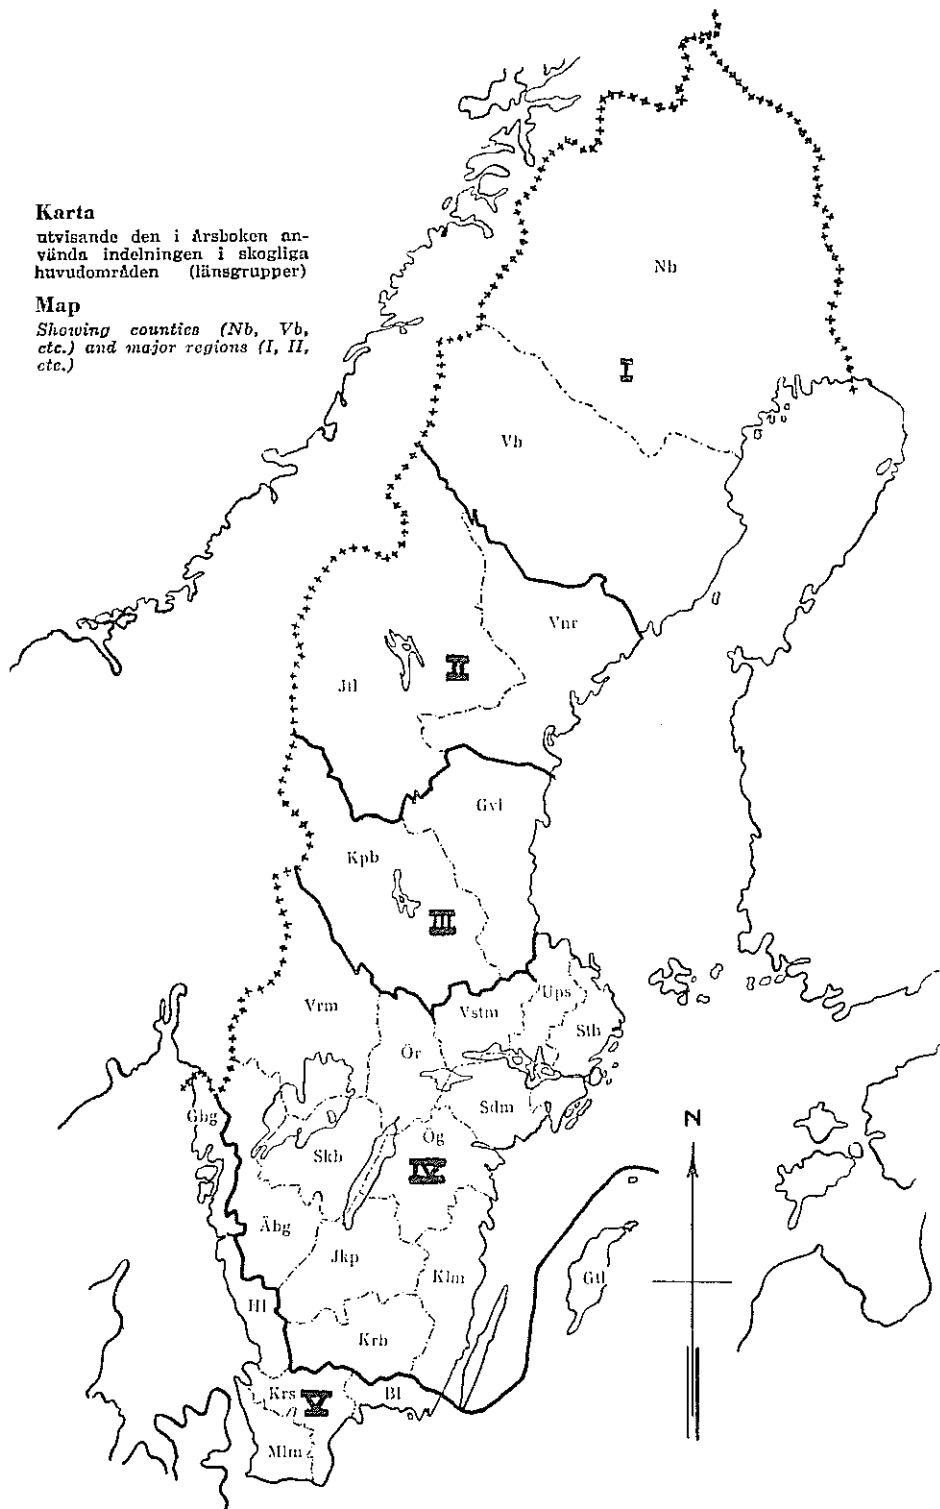 Karta
utvisande den i Årsboken an-
vända indelningen i skogliga
huvudområden (länsgrupper)
Map
Showing counties (Nb, Vb,
etc.) and major regions (I, II,
etc.)
Nb
I
Vb
Vnr
II
Jtl
Gvl
Kpb
III
Ups
Vrm
Vstm
Sth
Ör
Sdm
Gbg
N
Ög
Skb
IV
Äbg
Jkp
Klm
Gtl
Hl
Krb
Krs
V
Bl
Mlm